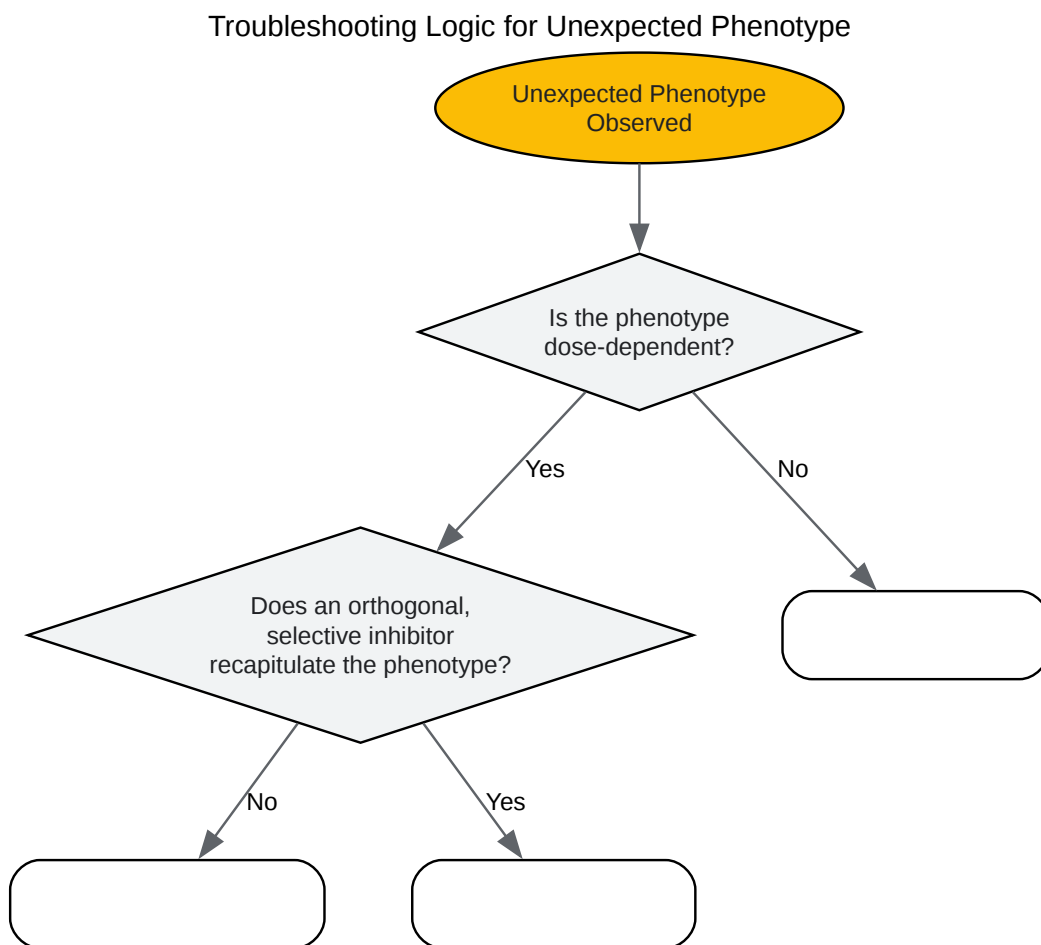 Troubleshooting Logic for Unexpected Phenotype
Unexpected Phenotype
Observed
Is the phenotype
dose-dependent?
Yes
No
Does an orthogonal,
selective inhibitor
recapitulate the phenotype?
No
Yes